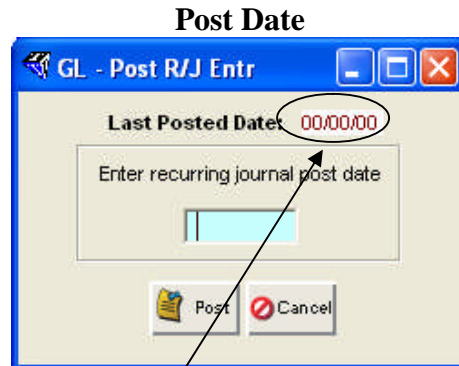 Post Date
GL - Post R/J Entr
Last Posted Date: 00/00/00
Enter recurring journal post date
Post Cancel